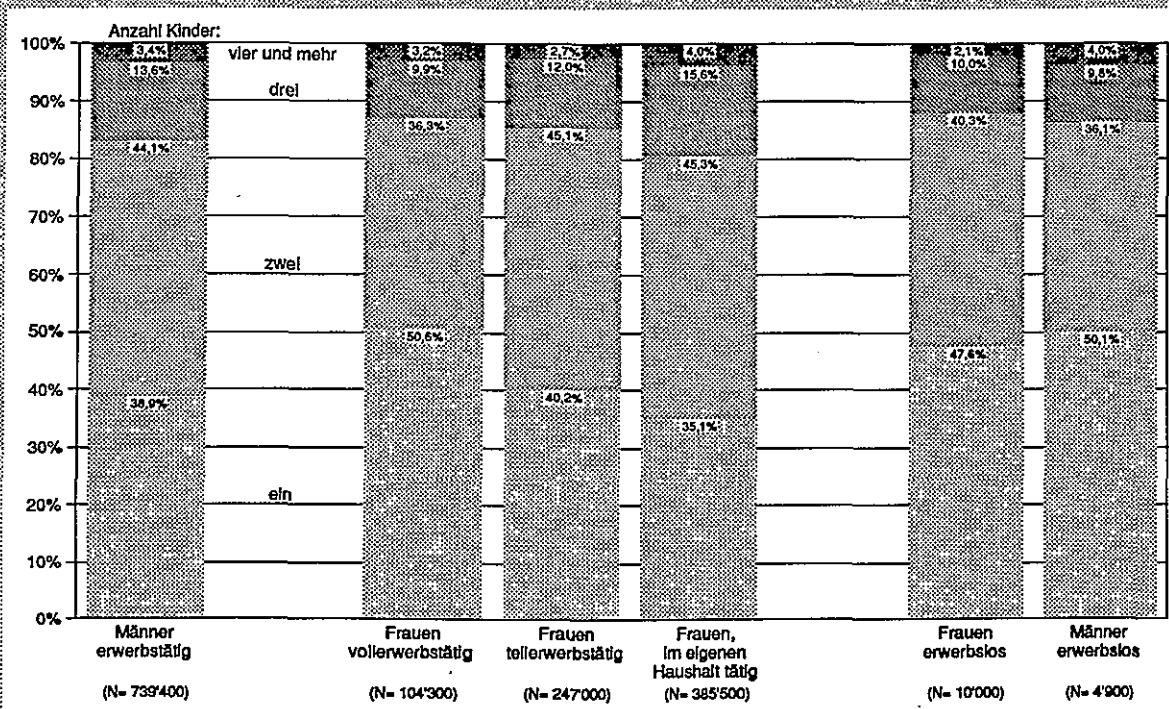 Anzahl Kinder:
100%
90%
80%
70%
60%
50%
40%
30%
20%
10%
0%
vier und mehr
drei
zwei
ein
3,4%
13,6%
44,1%
38,9%
3,2%
9,9%
36,3%
50,6%
2,7%
12,0%
45,1%
40,2%
4,0%
15,6%
45,3%
35,1%
2,1%
10,0%
40,3%
47,6%
4,0%
9,8%
36,1%
50,1%
Männer
erwerbstätig
(N= 739'400)
Frauen
vollerwerbstätig
(N= 104'300)
Frauen
teilerwerbstätig
(N= 247'000)
Frauen,
im eigenen
Haushalt tätig
(N= 385'500)
Frauen
erwerbslos
(N= 10'000)
Männer
erwerbslos
(N= 4'900)